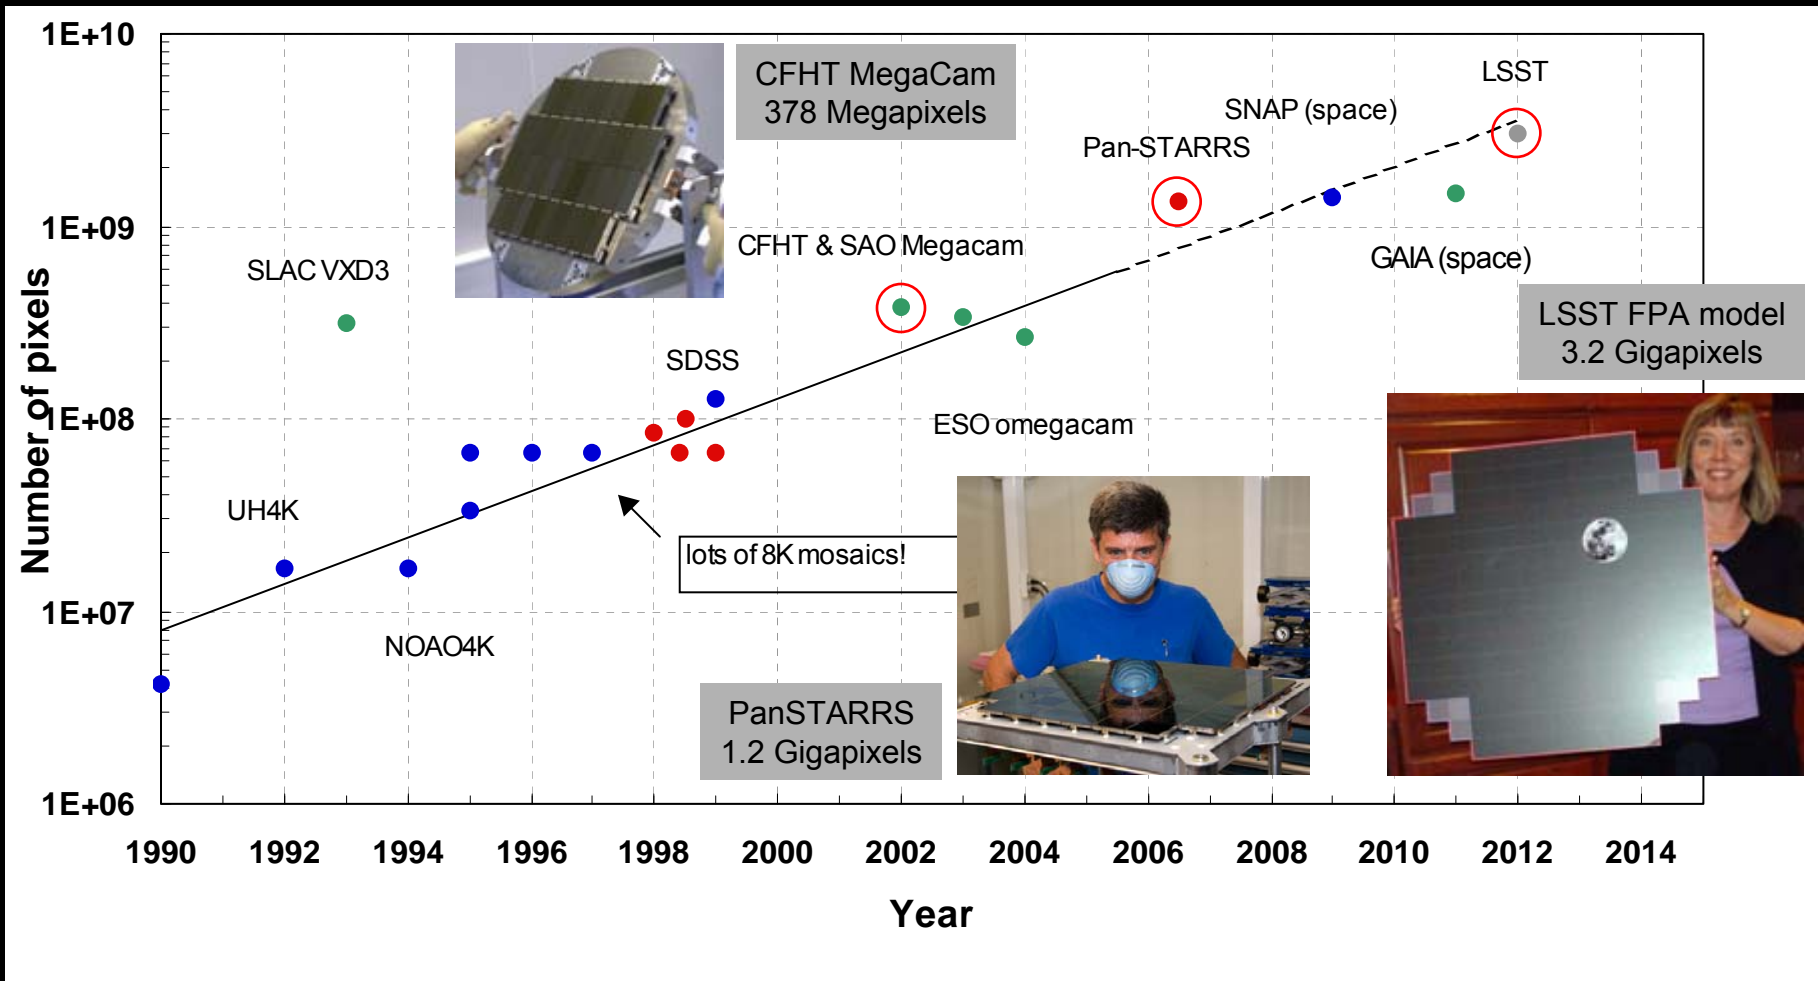 1E+10
1E+09
1E+08
1E+07
1E+06
Number of pixels
CFHT MegaCam
378 Megapixels
LSST
SNAP (space)
Pan-STARRS
CFHT & SAO Megacam
GAIA (space)
SLAC VXD3
LSST FPA model
3.2 Gigapixels
SDSS
ESO omegacam
UH4K
lots of 8K mosaics!
NOAO4K
PanSTARRS
1.2 Gigapixels
1990 1992 1994 1996 1998 2000 2002 2004 2006 2008 2010 2012 2014
Year